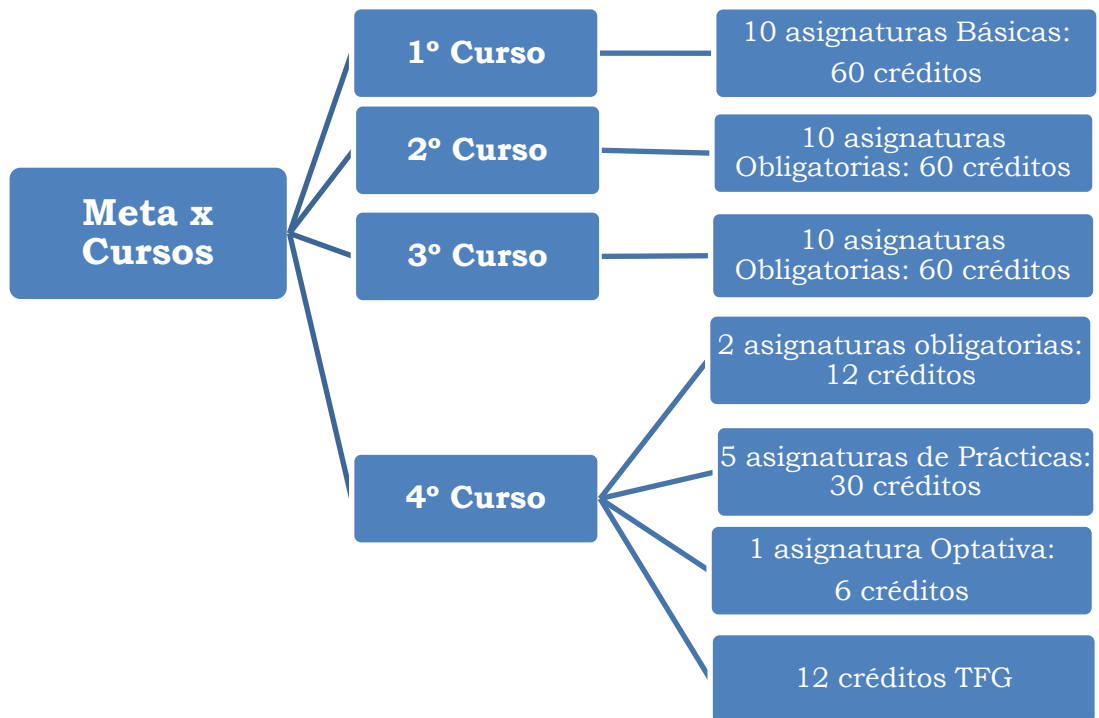 Meta x
Cursos
1º Curso
10 asignaturas Básicas:
60 créditos
2º Curso
10 asignaturas
Obligatorias: 60 créditos
3º Curso
10 asignaturas
Obligatorias: 60 créditos
4º Curso
2 asignaturas obligatorias:
12 créditos
5 asignaturas de Prácticas:
30 créditos
1 asignatura Optativa:
6 créditos
12 créditos TFG